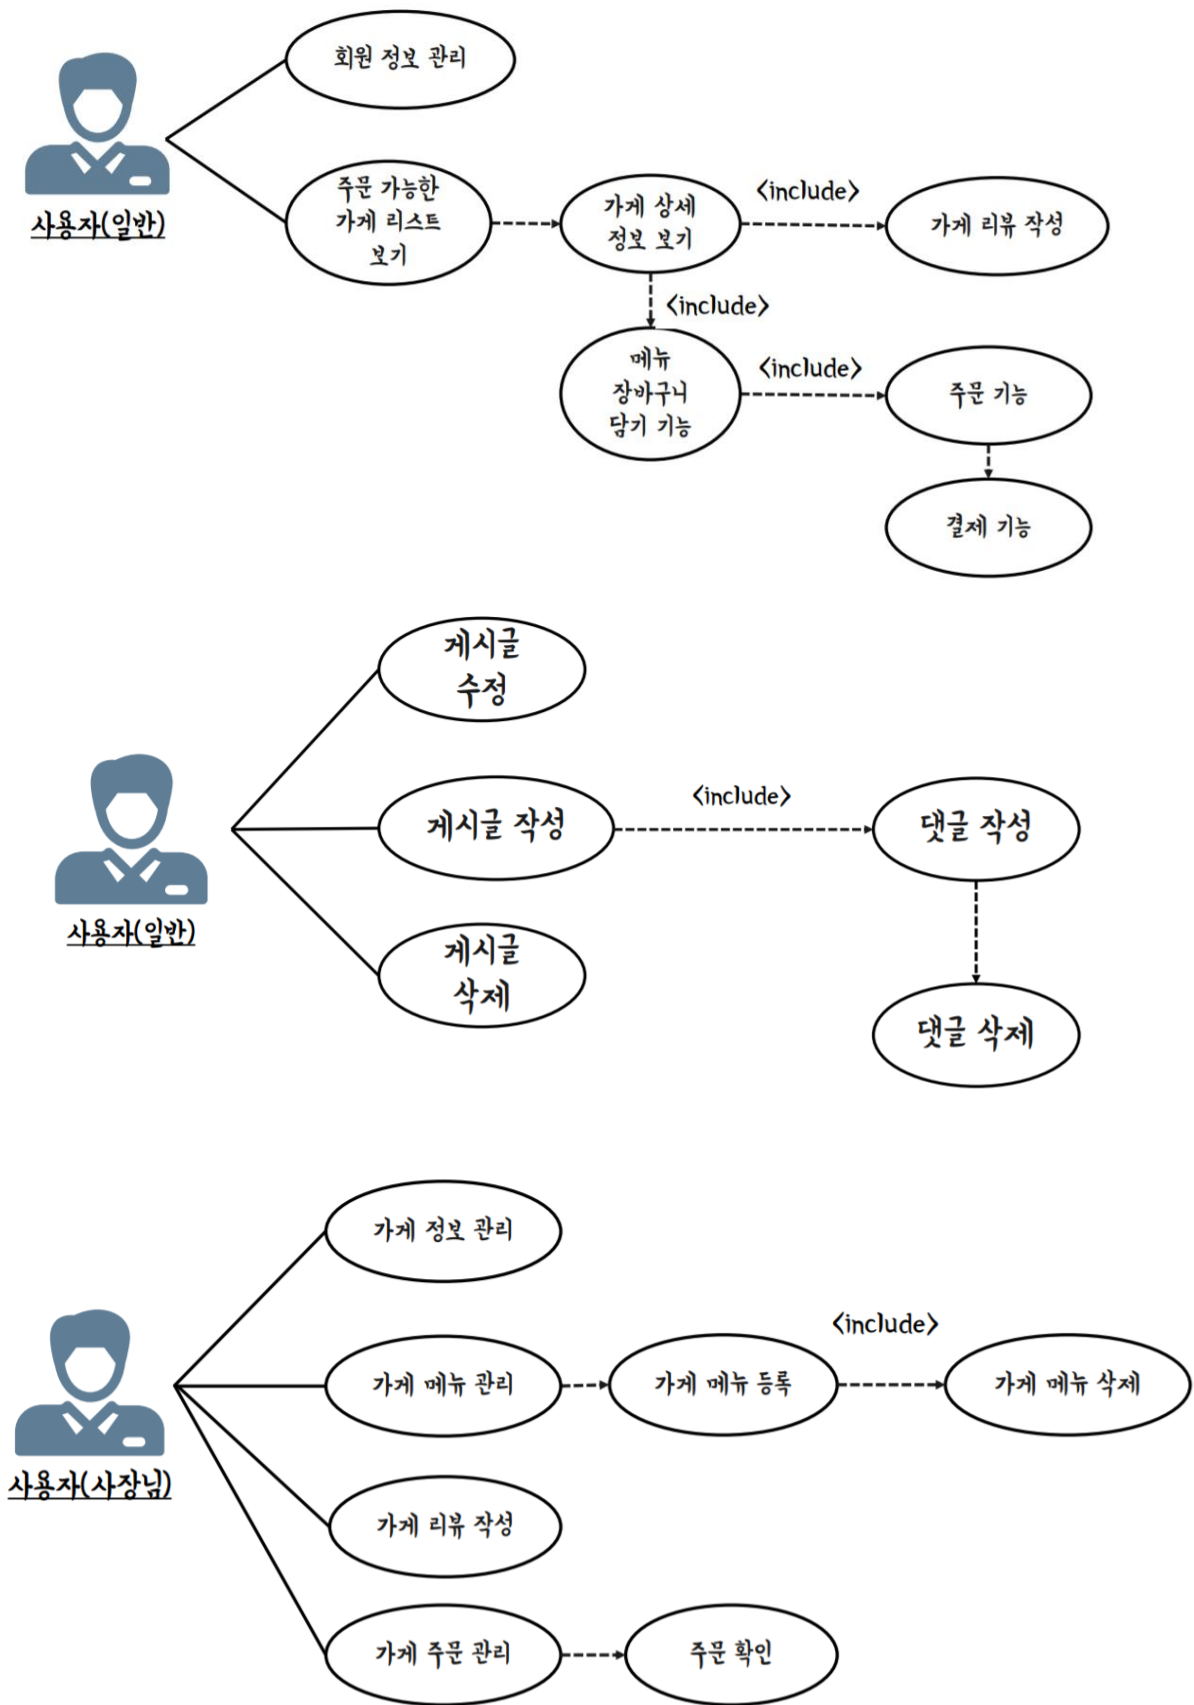 회원 정보 관리
사용자(일반)
주문 가능한
가게 리스트
보기
가게 상세
정보 보기
<include>
가게 리뷰 작성
<include>
메뉴
장바구니
담기 기능
<include>
주문 기능
결제 기능
게시글
수정
사용자(일반)
게시글 작성
<include>
댓글 작성
게시글
삭제
댓글 삭제
가게 정보 관리
사용자(사장님)
가게 메뉴 관리
가게 메뉴 등록
<include>
가게 메뉴 삭제
가게 리뷰 작성
가게 주문 관리
주문 확인